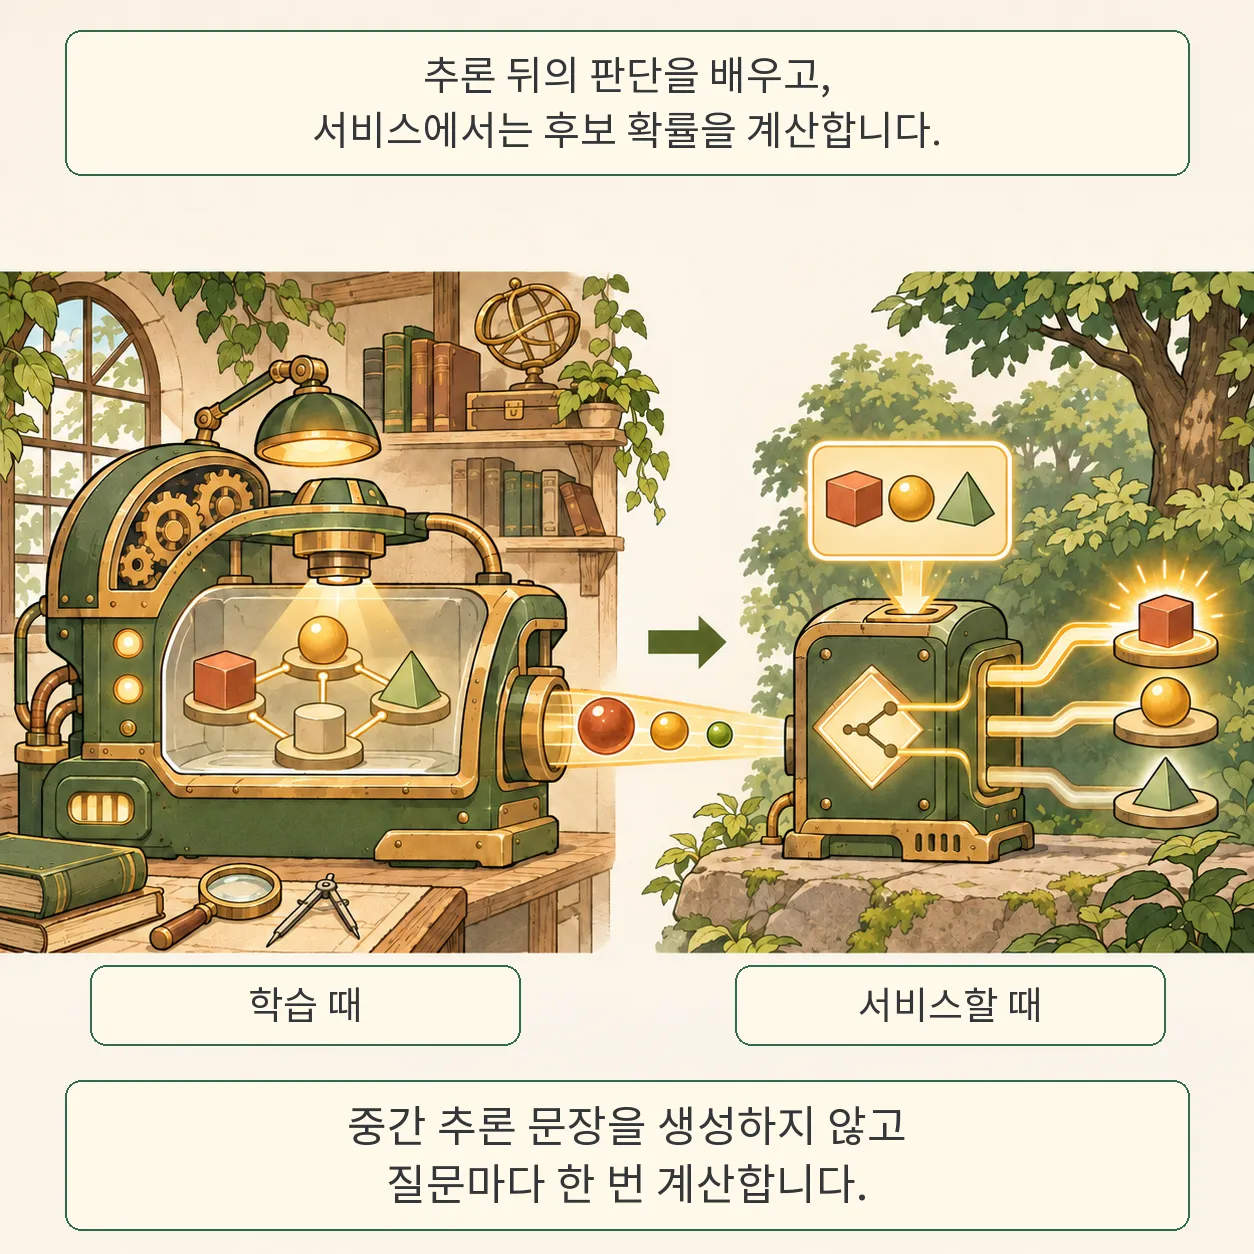 추론 뒤의 판단을 배우고,
서비스에서는 후보 확률을 계산합니다.
학습 때
서비스할 때
중간 추론 문장을 생성하지 않고
질문마다 한 번 계산합니다.